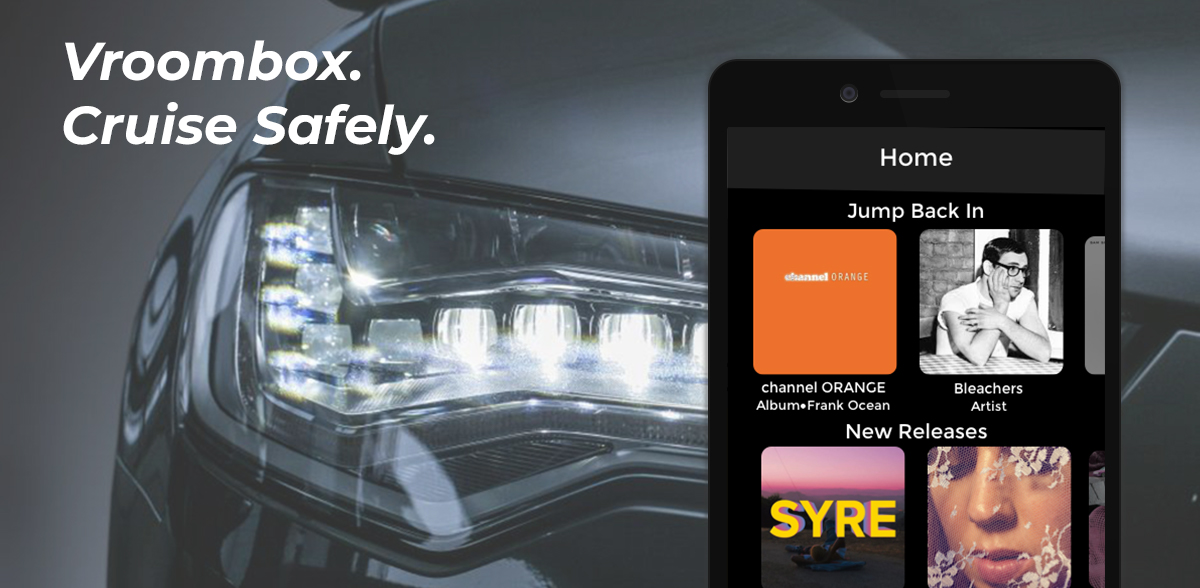 Vroombox.
Cruise Safely.
Home
Jump Back In
channel ORANGE
channel ORANGE
Album•Frank Ocean
Bleachers
Artist
New Releases
SYRE